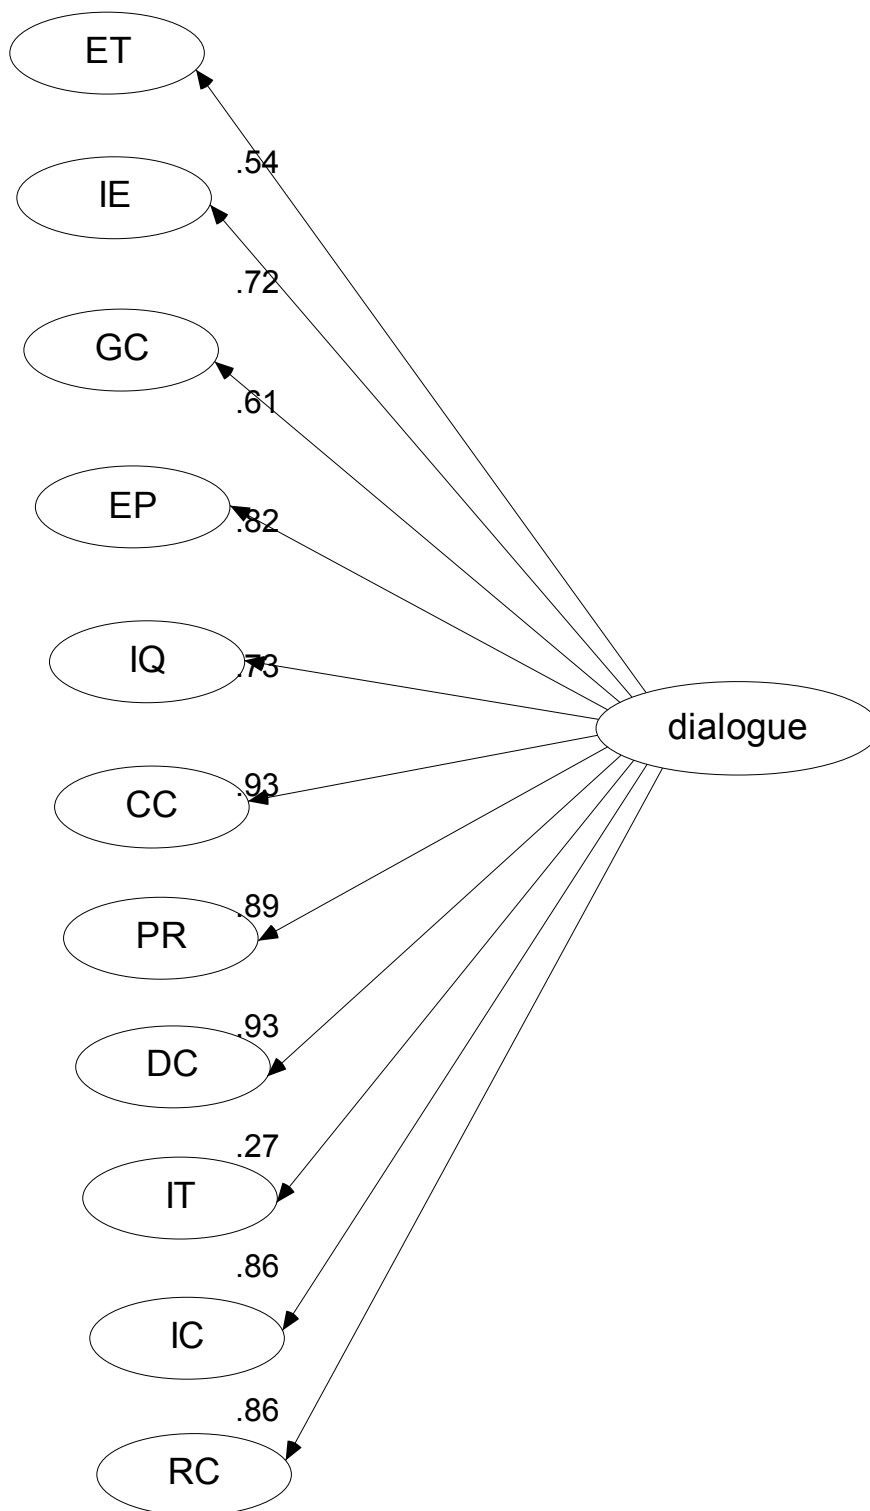 ET
.54
IE
.72
GC
.61
EP
.82
IQ
.73
dialogue
CC
.93
PR
.89
DC
.93
IT
.27
IC
.86
RC
.86